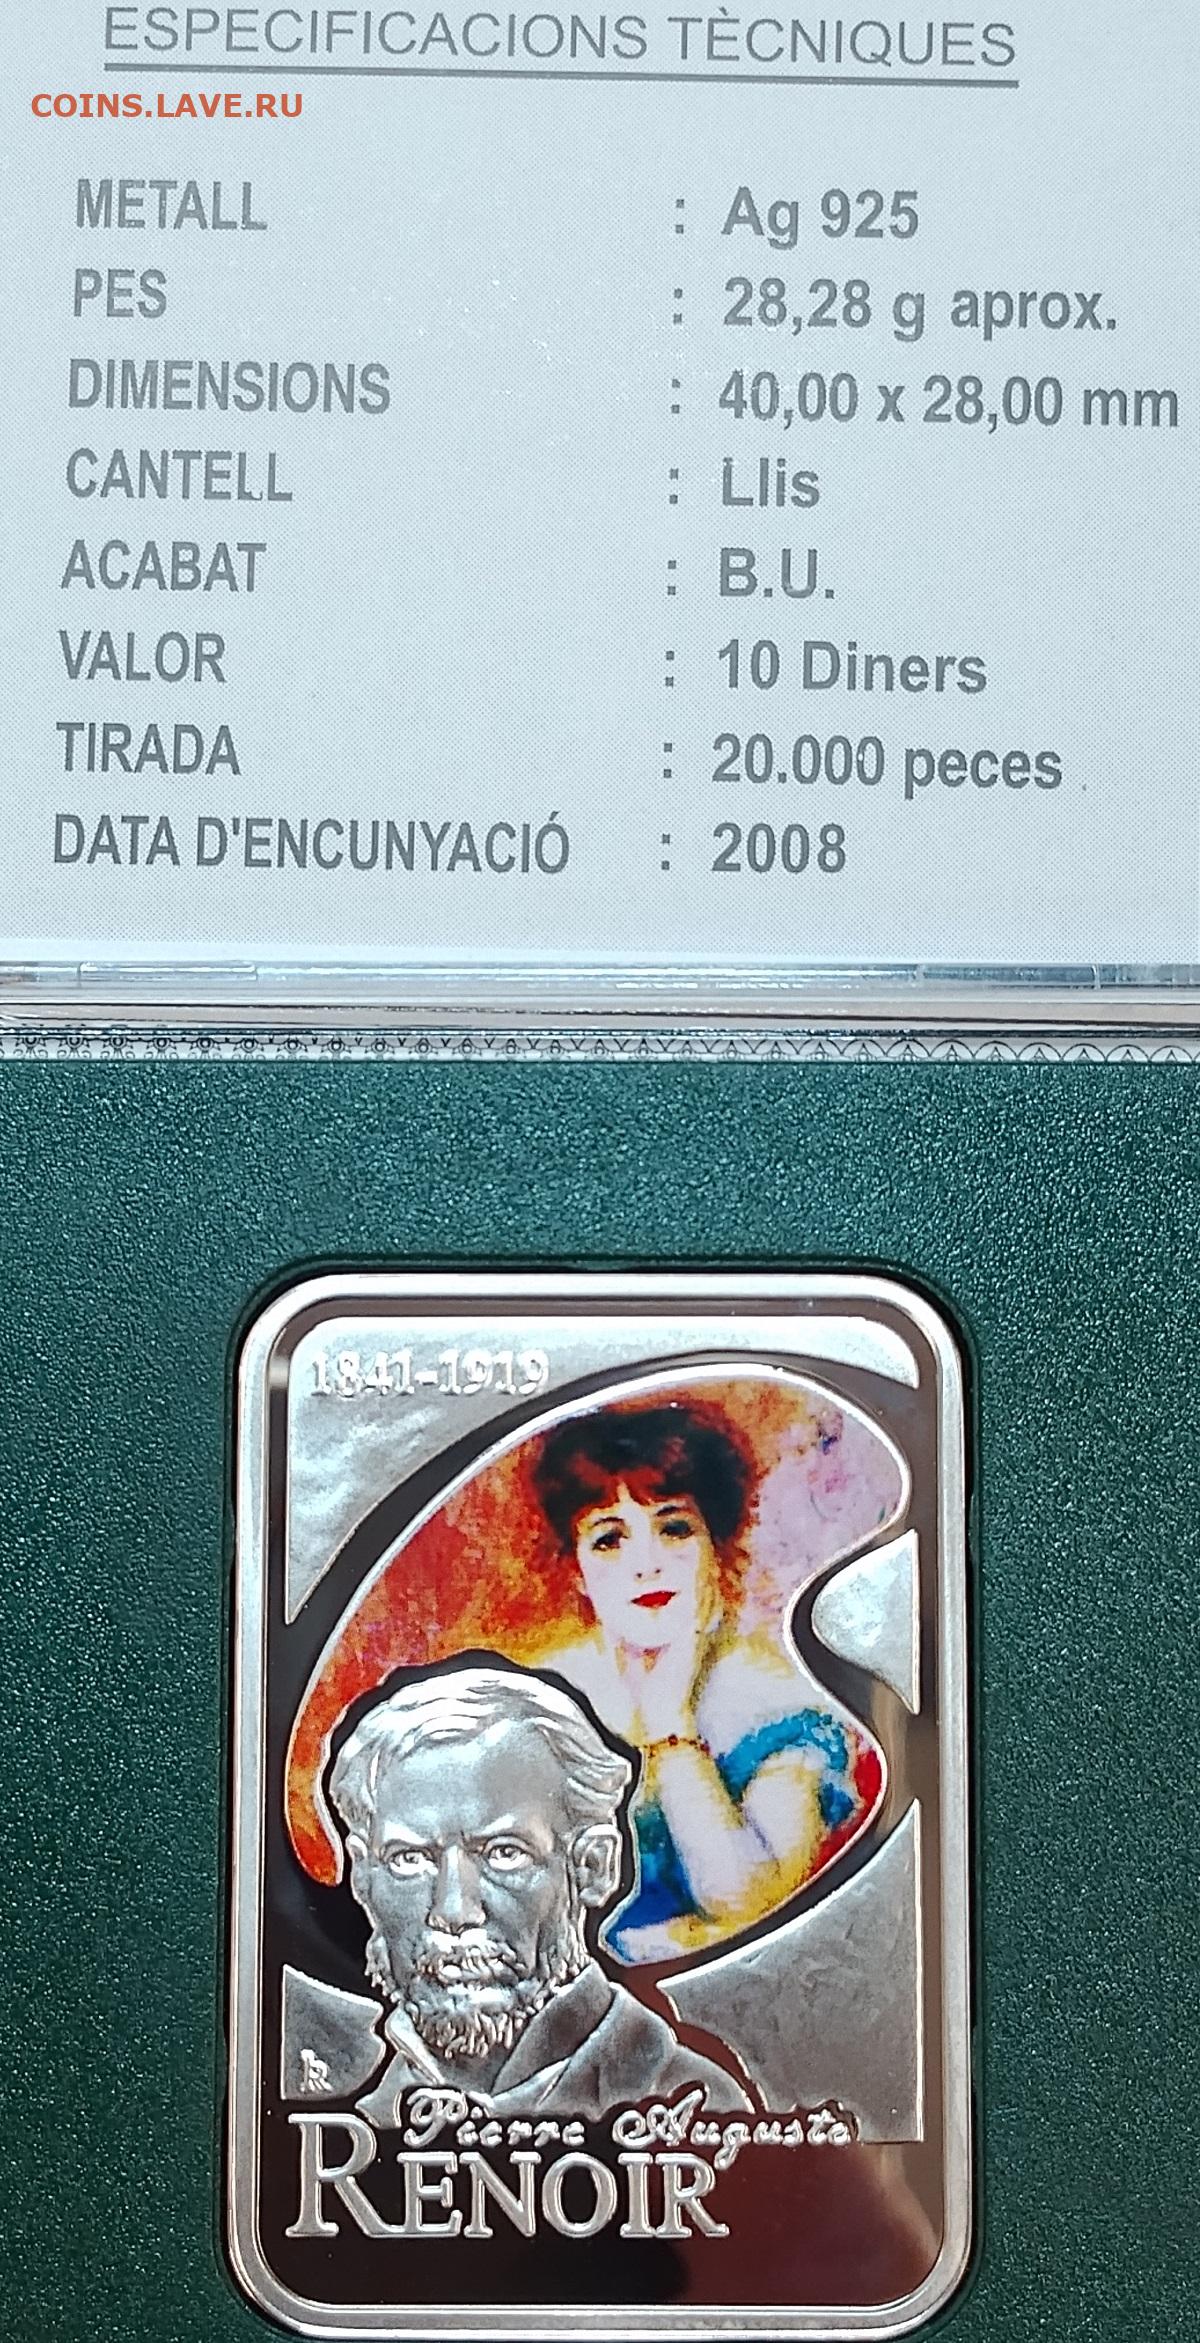 ESPECIFICACIONS TÈCNIQUES
COINS.LAVE.RU
METALL : Ag 925
PES : 28,28 g aprox.
DIMENSIONS : 40,00 x 28,00 mm
CANTELL : Llis
ACABAT : B.U.
VALOR : 10 Diners
TIRADA : 20.000 peces
DATA D'ENCUNYACIÓ : 2008
1841-1919
Pierre Auguste
RENOIR